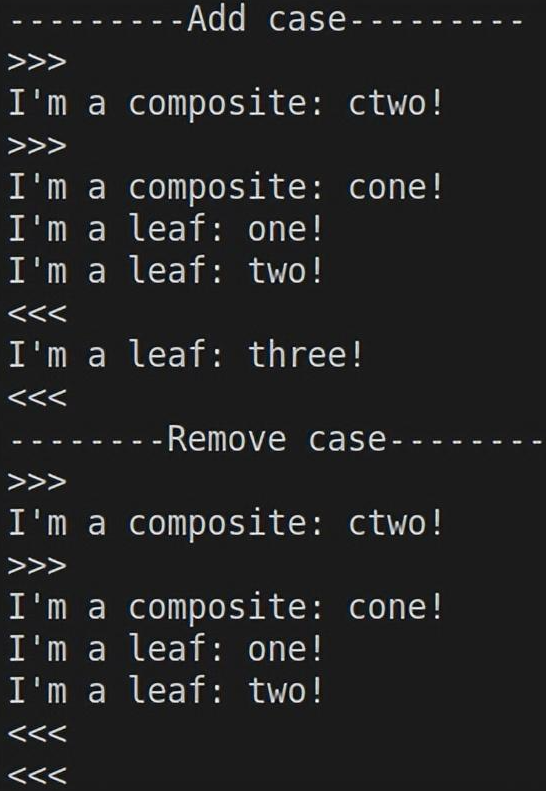 ---------Add case---------
>>>
I'm a composite: ctwo!
>>>
I'm a composite: cone!
I'm a leaf: one!
I'm a leaf: two!
<<<
I'm a leaf: three!
<<<
--------Remove case--------
>>>
I'm a composite: ctwo!
>>>
I'm a composite: cone!
I'm a leaf: one!
I'm a leaf: two!
<<<
<<<